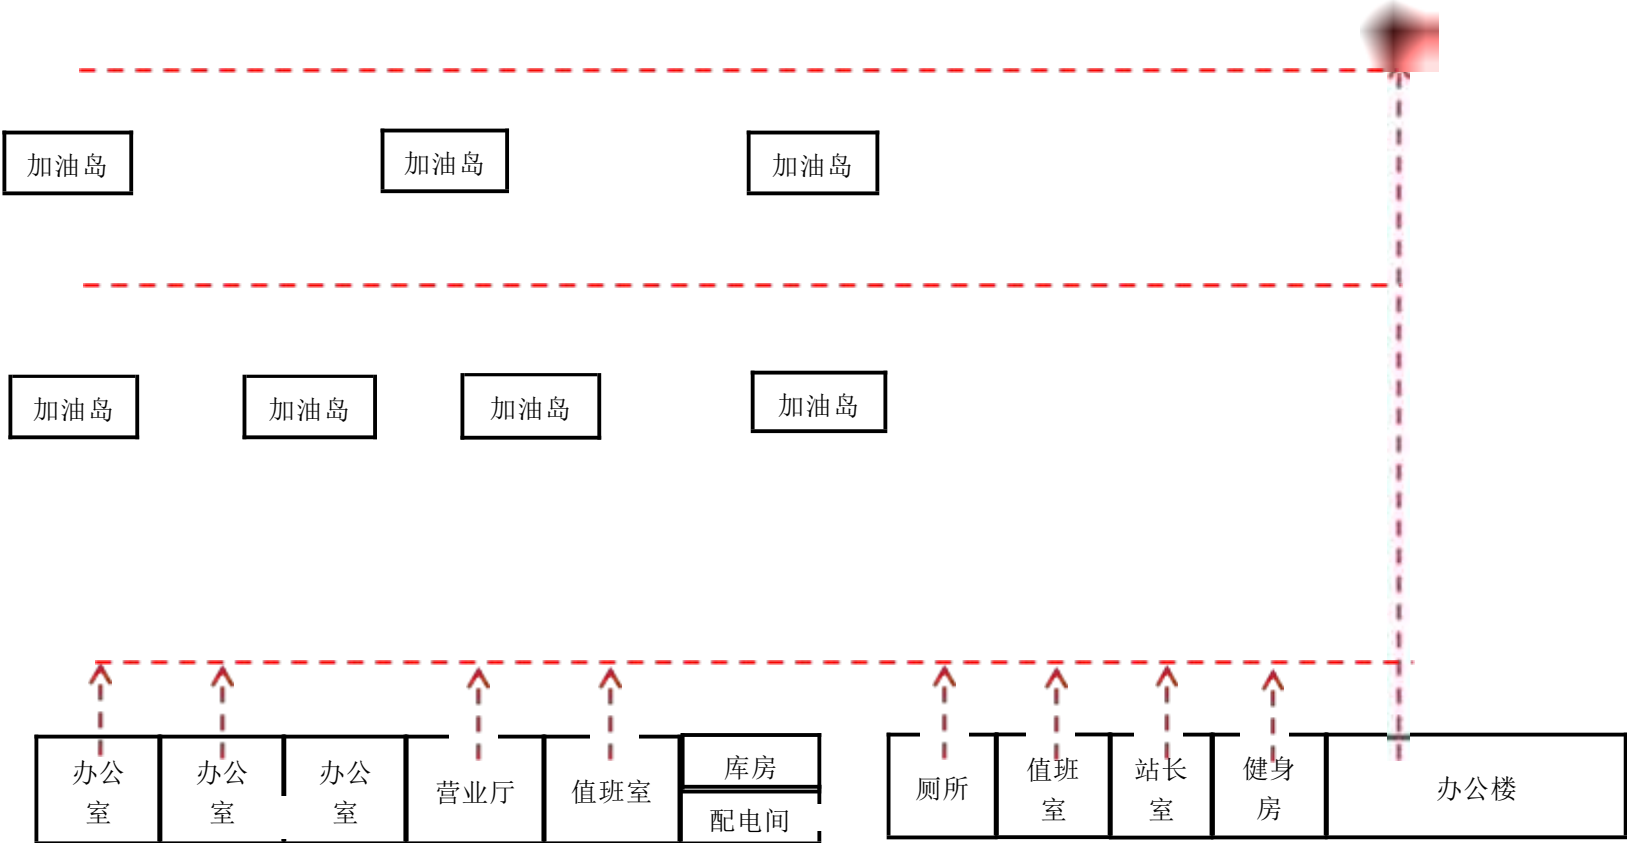 加油岛
加油岛
加油岛
加油岛
加油岛
加油岛
加油岛
办公
室
办公
室
办公
室
营业厅
值班室
库房
配电间
厕所
值班
室
站长
室
健身
房
办公楼